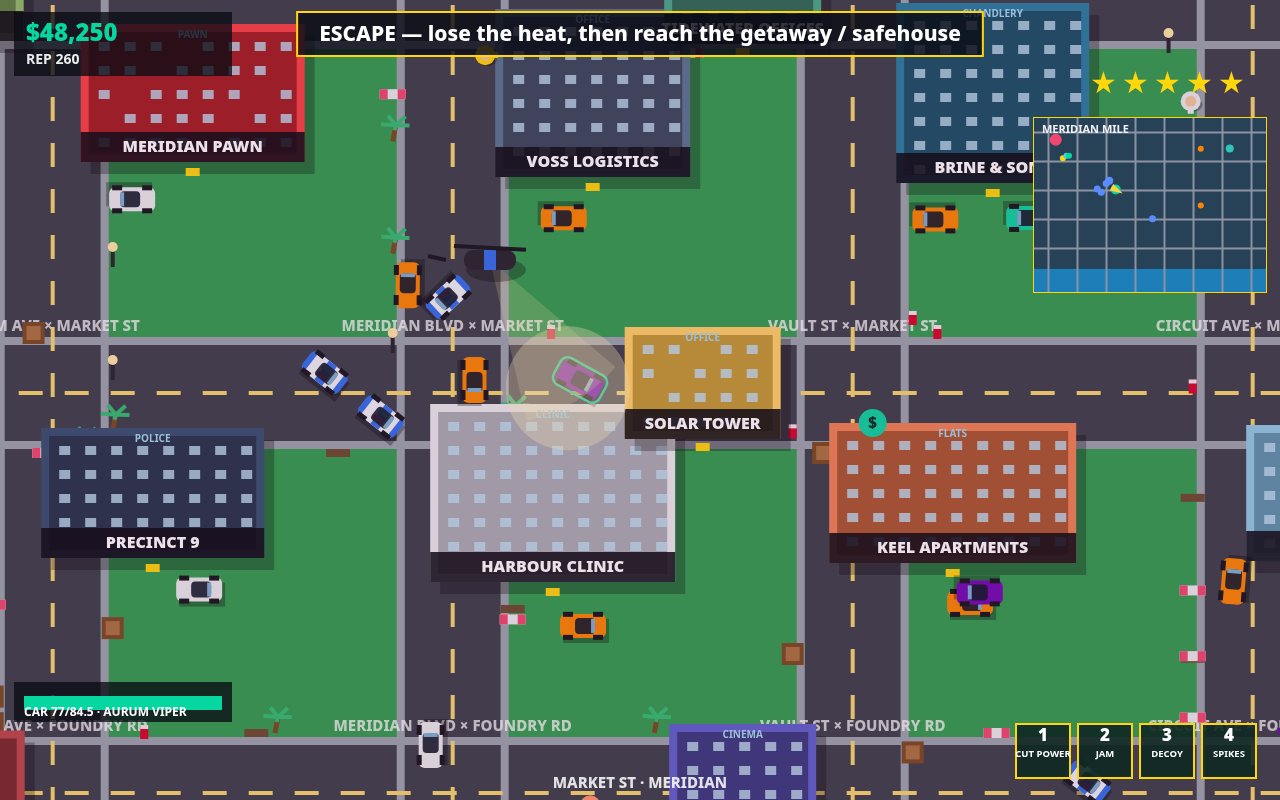 $48,250
REP 260
PAWN
MERIDIAN PAWN
ESCAPE — lose the heat, then reach the getaway / safehouse
OFFICE
TIDEWATER OFFICES
VOSS LOGISTICS
CHANDLERY
BRINE & SON
MERIDIAN MILE
M AVE × MARKET ST
MERIDIAN BLVD × MARKET ST
VAULT ST × MARKET ST
CIRCUIT AVE × M
OFFICE
SOLAR TOWER
CLINIC
HARBOUR CLINIC
POLICE
PRECINCT 9
$
FLATS
KEEL APARTMENTS
CAR 77/84.5 · AURUM VIPER
AVE × FOUNDRY RD
MERIDIAN BLVD × FOUNDRY RD
VAULT ST × FOUNDRY RD
CINEMA
MARKET ST · MERIDIAN
1
CUT POWER
2
JAM
3
DECOY
4
SPIKES